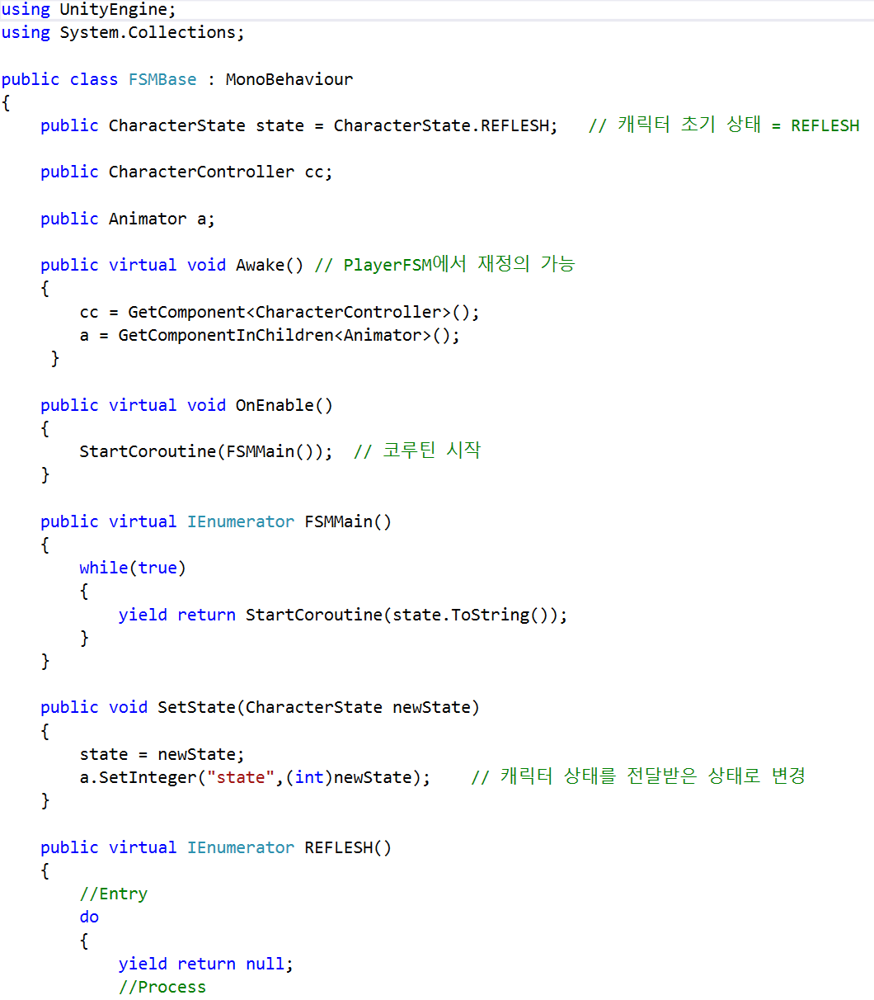 using UnityEngine;
using System.Collections;
public class FSMBase : MonoBehaviour
{
public CharacterState state = CharacterState.REFLESH; // 캐릭터 초기 상태 = REFLESH
public CharacterController cc;
public Animator a;
public virtual void Awake() // PlayerFSM에서 재정의 가능
{
cc = GetComponent<CharacterController>();
a = GetComponentInChildren<Animator>();
}
public virtual void OnEnable()
{
StartCoroutine(FSMMain()); // 코루틴 시작
}
public virtual IEnumerator FSMMain()
{
while(true)
{
yield return StartCoroutine(state.ToString());
}
}
public void SetState(CharacterState newState)
{
state = newState;
a.SetInteger("state",(int)newState); // 캐릭터 상태를 전달받은 상태로 변경
}
public virtual IEnumerator REFLESH()
{
//Entry
do
{
yield return null;
//Process